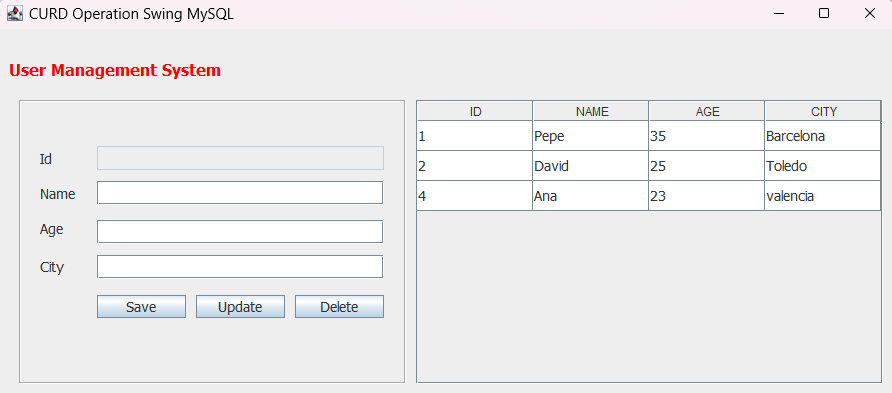 CURD Operation Swing MySQL
User Management System
Id
Name
Age
City
Save Update Delete
ID NAME AGE CITY
1 Pepe 35 Barcelona
2 David 25 Toledo
4 Ana 23 valencia